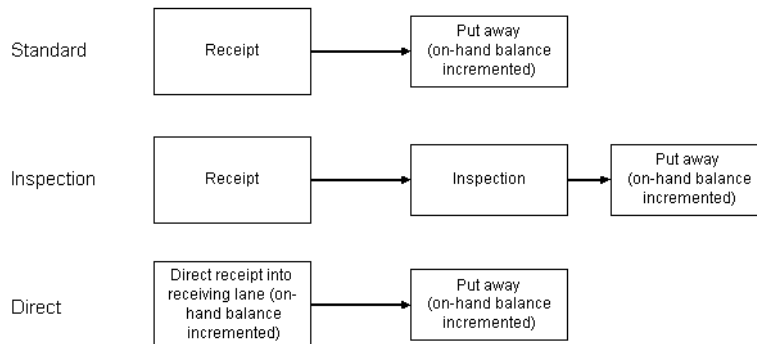 Standard
Receipt
Put away
(on-hand balance
incremented)
Inspection
Receipt
Inspection
Put away
(on-hand balance
incremented)
Direct
Direct receipt into
receiving lane (on-
hand balance
incremented)
Put away
(on-hand balance
incremented)